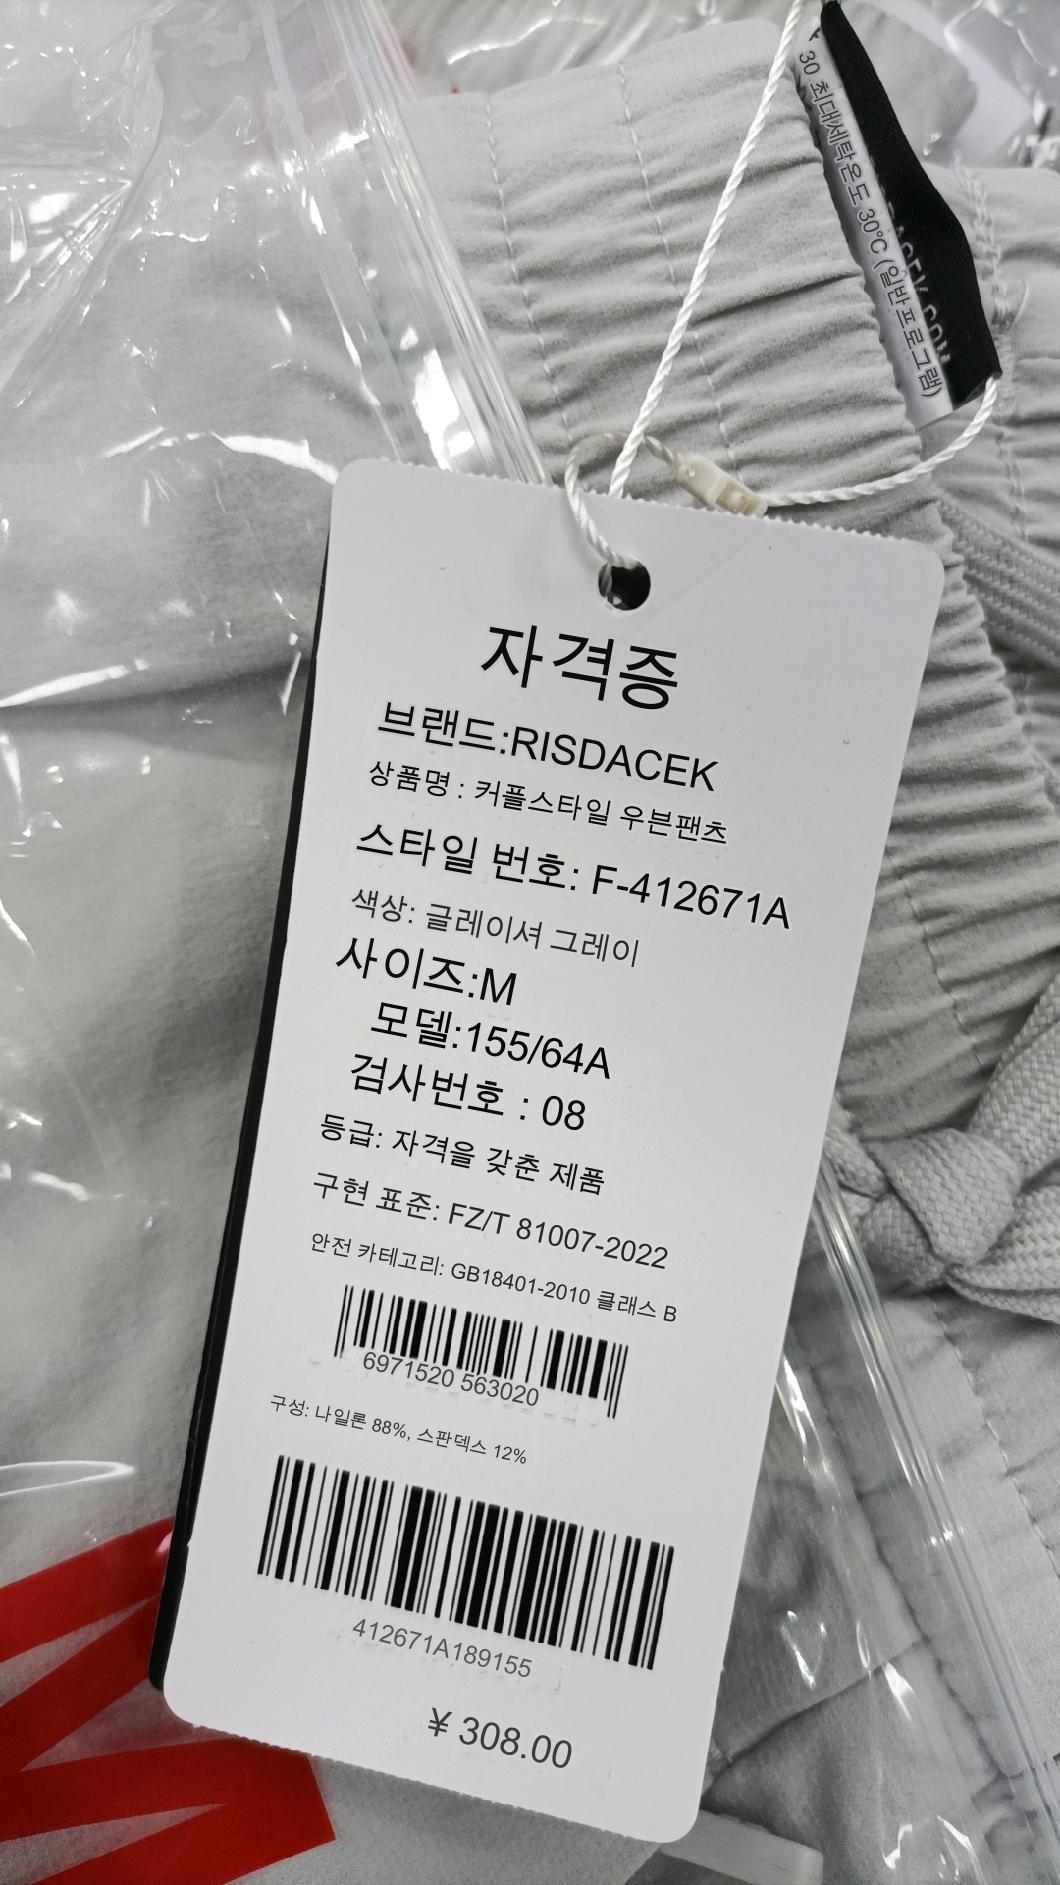 30 최대세탁온도 30°C (일반프로그램)
자격증
브랜드:RISDACEK
상품명 : 커플스타일 우븐팬츠
스타일 번호: F-412671A
색상: 글레이셔 그레이
사이즈:M
모델:155/64A
검사번호 : 08
등급: 자격을 갖춘 제품
구현 표준: FZ/T 81007-2022
안전 카테고리: GB18401-2010 클래스 B
6971520 563020
구성: 나일론 88%, 스판덱스 12%
412671A189155
¥ 308.00